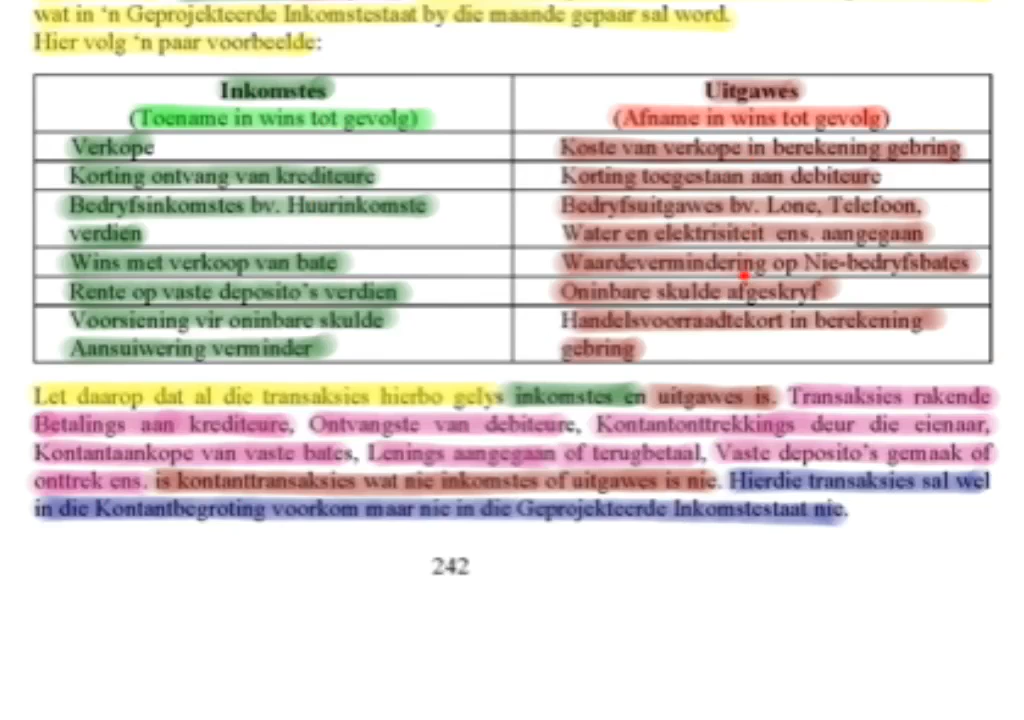 wat in 'n Geprojekteerde Inkomstestaat by die maande gepaar sal word.
Hier volg 'n paar voorbeelde:
Inkomstes
(Toename in wins tot gevolg)
Uitgawes
(Afname in wins tot gevolg)
Verkope
Koste van verkope in berekening gebring
Korting ontvang van krediteure
Korting toegestaan aan debiteure
Bedryfsinkomstes bv. Huurinkomste
verdien
Bedryfsuitgawes bv. Lone, Telefoon,
Water en elektrisiteit ens. aangegaan
Wins met verkoop van bate
Waardevermindering op Nie-bedryfsbates
Rente op vaste deposito's verdien
Oninbare skulde afgeskryf
Voorsiening vir oninbare skulde
Aansuiwering verminder
Handelsvoorraadtekort in berekening
gebring
Let daarop dat al die transaksies hierbo gelys inkomstes en uitgawes is. Transaksies rakende
Betalings aan krediteure, Ontvangste van debiteure, Kontantonttrekkings deur die eienaar,
Kontantaankope van vaste bates, Lenings aangegaan of terugbetaal, Vaste deposito's gemaak of
onttrek ens. is kontanttransaksies wat nie inkomstes of uitgawes is nie. Hierdie transaksies sal wel
in die Kontantbegroting voorkom maar nie in die Geprojekteerde Inkomstestaat nie.
242